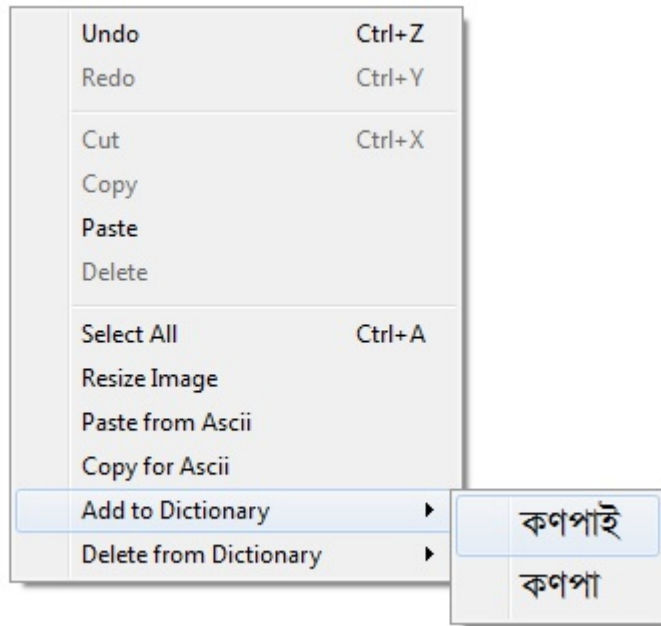 Undo Ctrl+Z
Redo Ctrl+Y
Cut Ctrl+X
Copy
Paste
Delete
Select All Ctrl+A
Resize Image
Paste from Ascii
Copy for Ascii
Add to Dictionary
Delete from Dictionary
কণপাই
কণপা